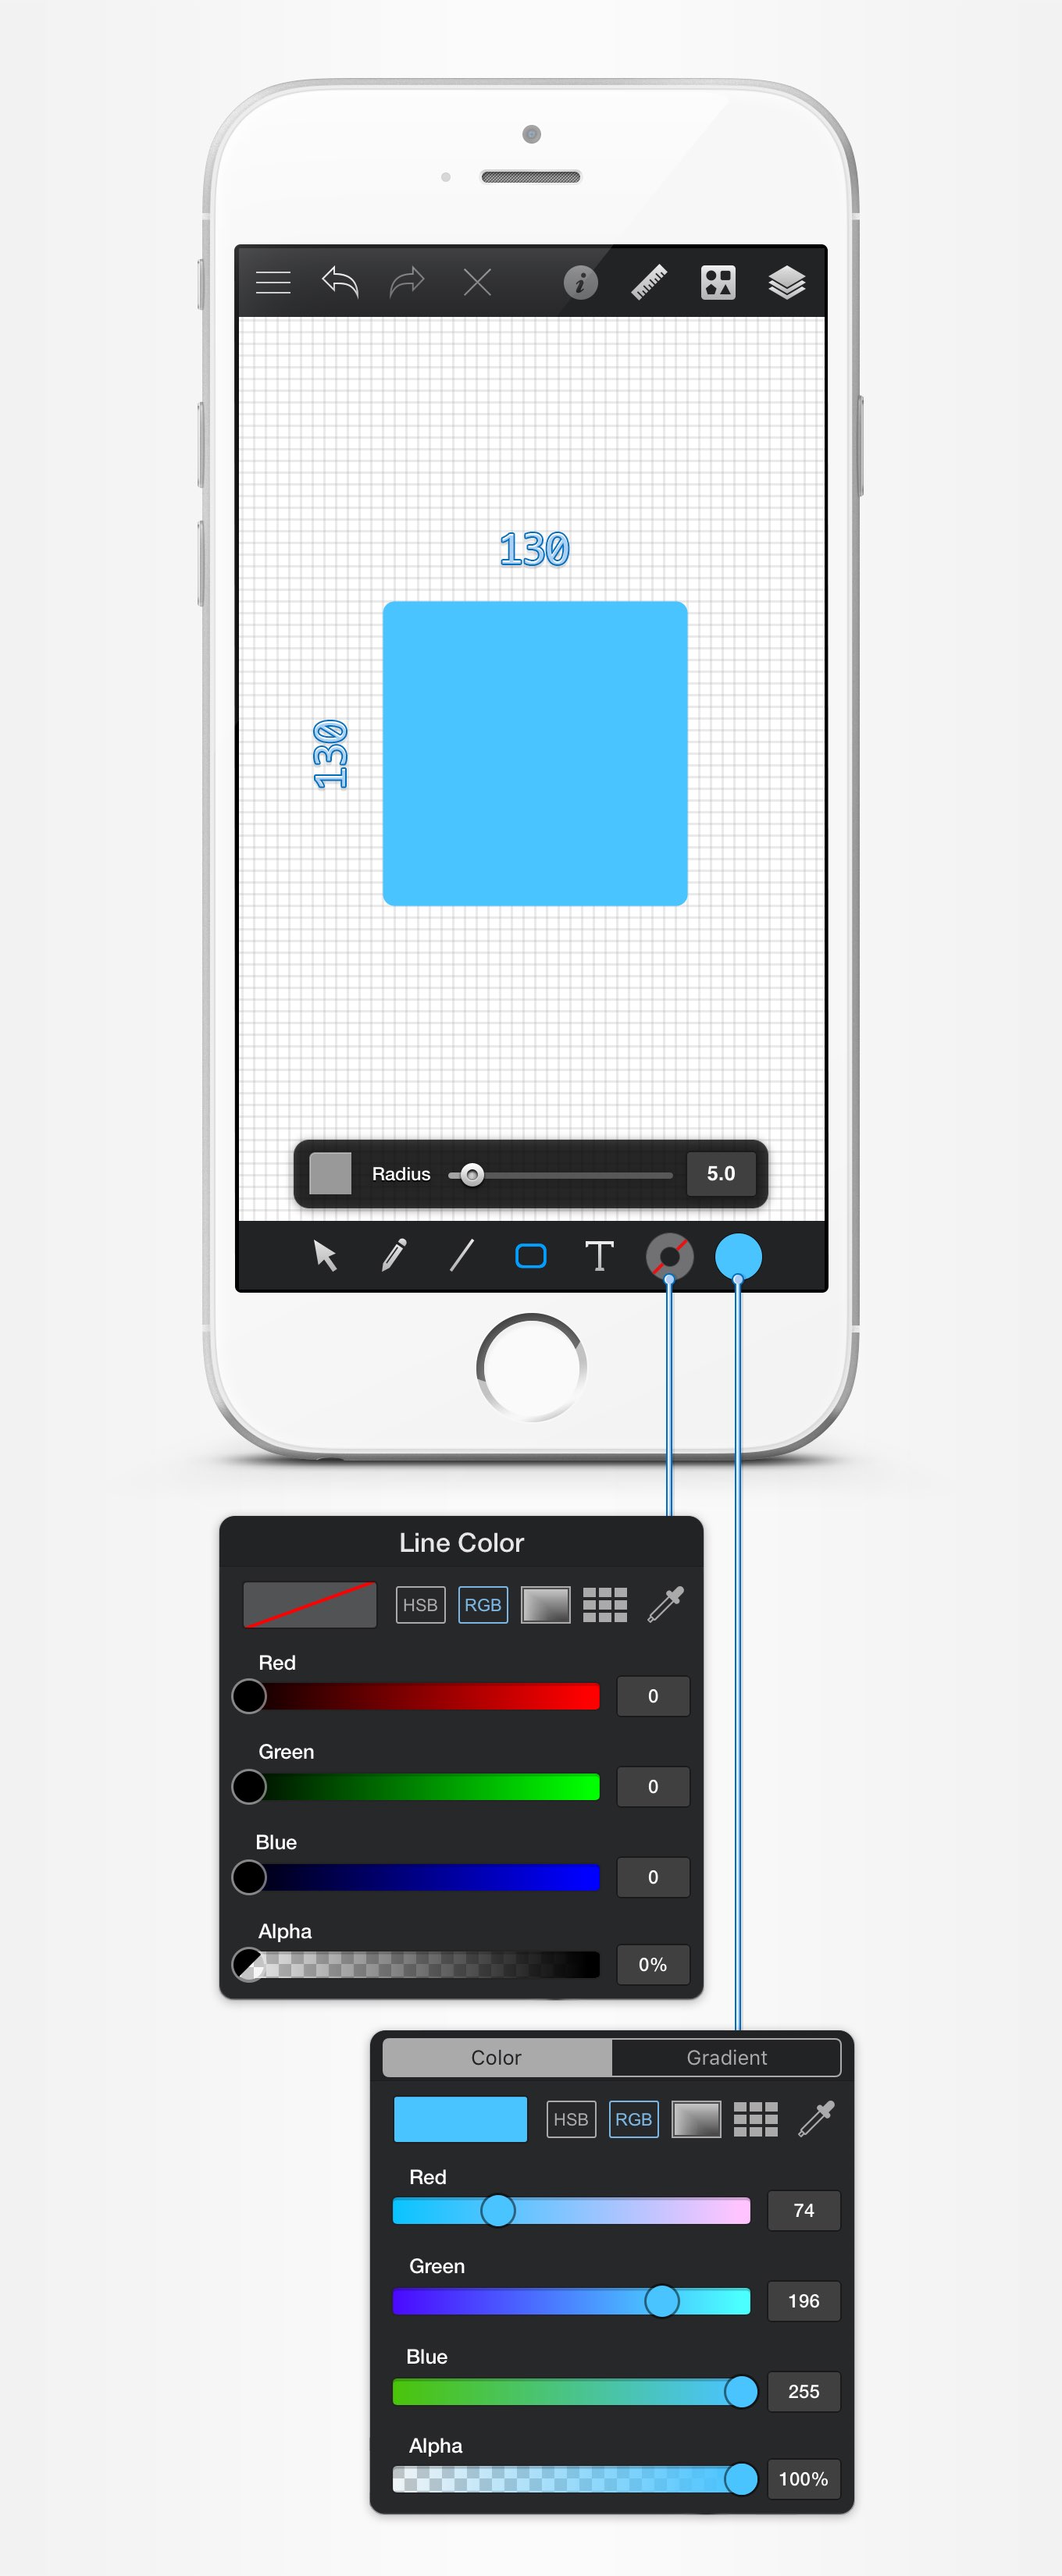 130
130
Radius 5.0
T
Line Color
HSB RGB
Red
0
Green
0
Blue
0
Alpha
0%
Color Gradient
HSB RGB
Red
74
Green
196
Blue
255
Alpha
100%